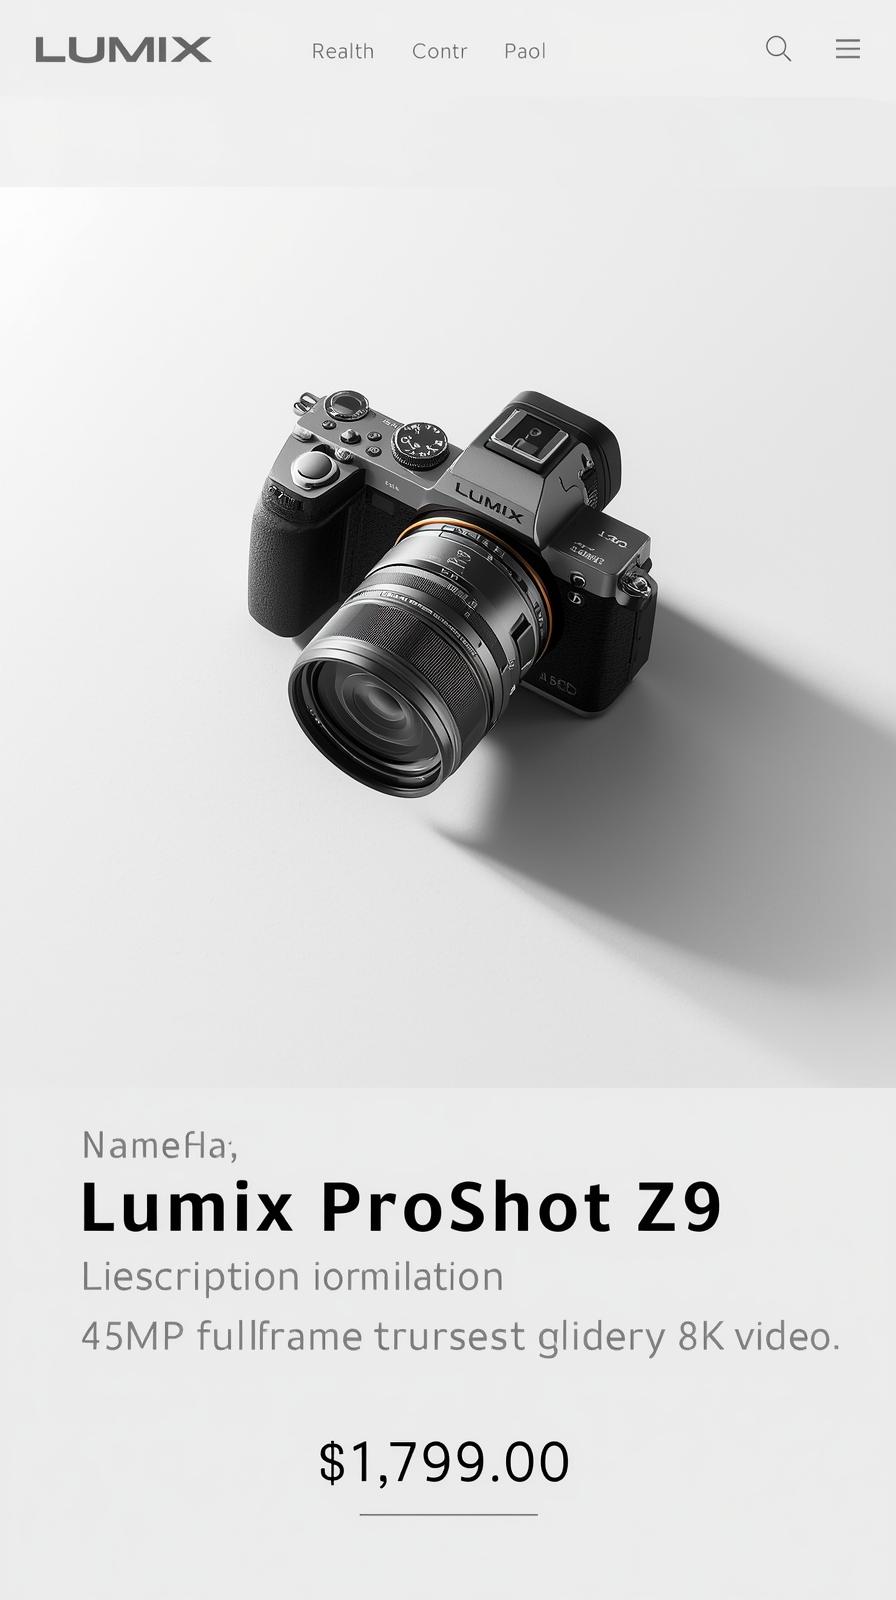 LUMIX
Realth Contr Paol
LUMIX
Lumix ProShot Z9
Liescription iormilation
45MP fullframe trursest glidery 8K video.
$1,799.00